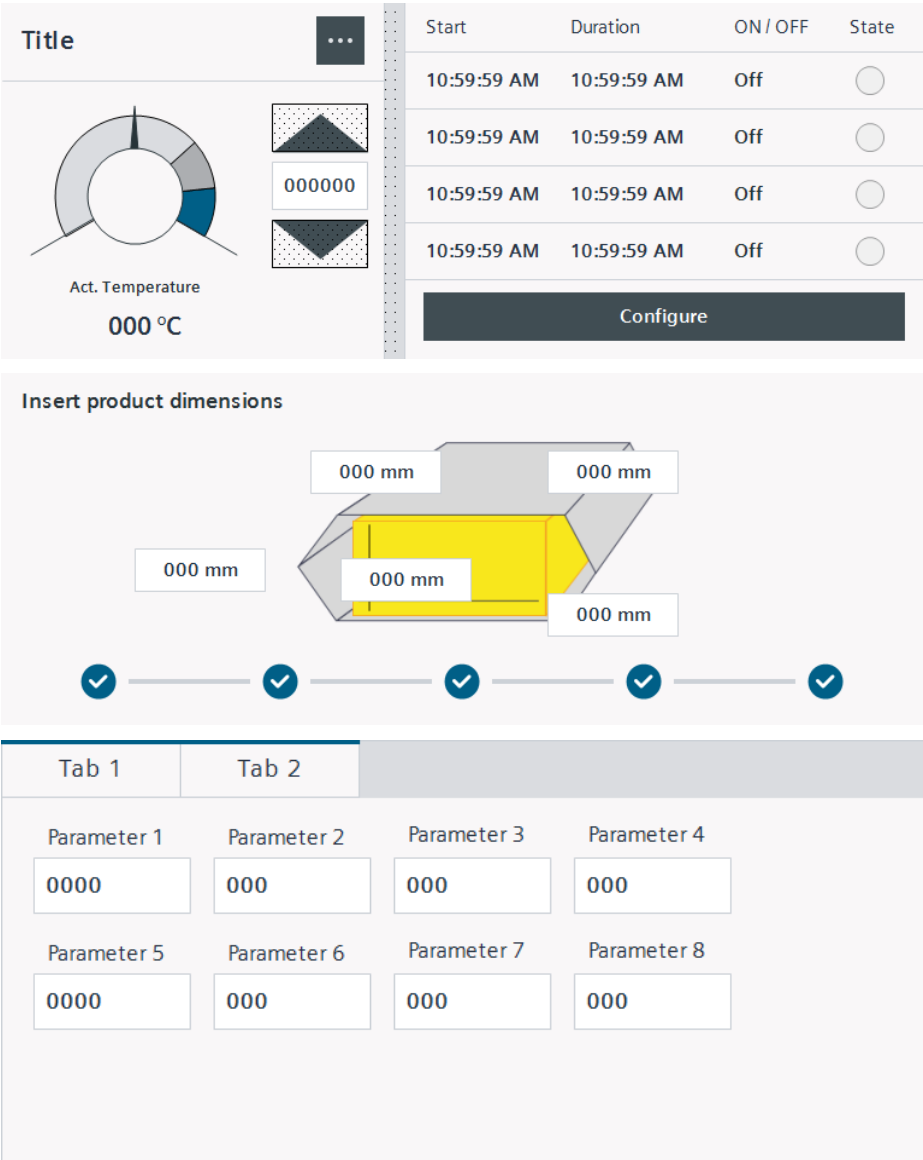 Title
...
000000
Act. Temperature
000 °C
Start Duration ON / OFF State
10:59:59 AM 10:59:59 AM Off
10:59:59 AM 10:59:59 AM Off
10:59:59 AM 10:59:59 AM Off
10:59:59 AM 10:59:59 AM Off
Configure
Insert product dimensions
000 mm 000 mm
000 mm 000 mm
000 mm
Tab 1 Tab 2
Parameter 1 Parameter 2 Parameter 3 Parameter 4
0000 000 000 000
Parameter 5 Parameter 6 Parameter 7 Parameter 8
0000 000 000 000